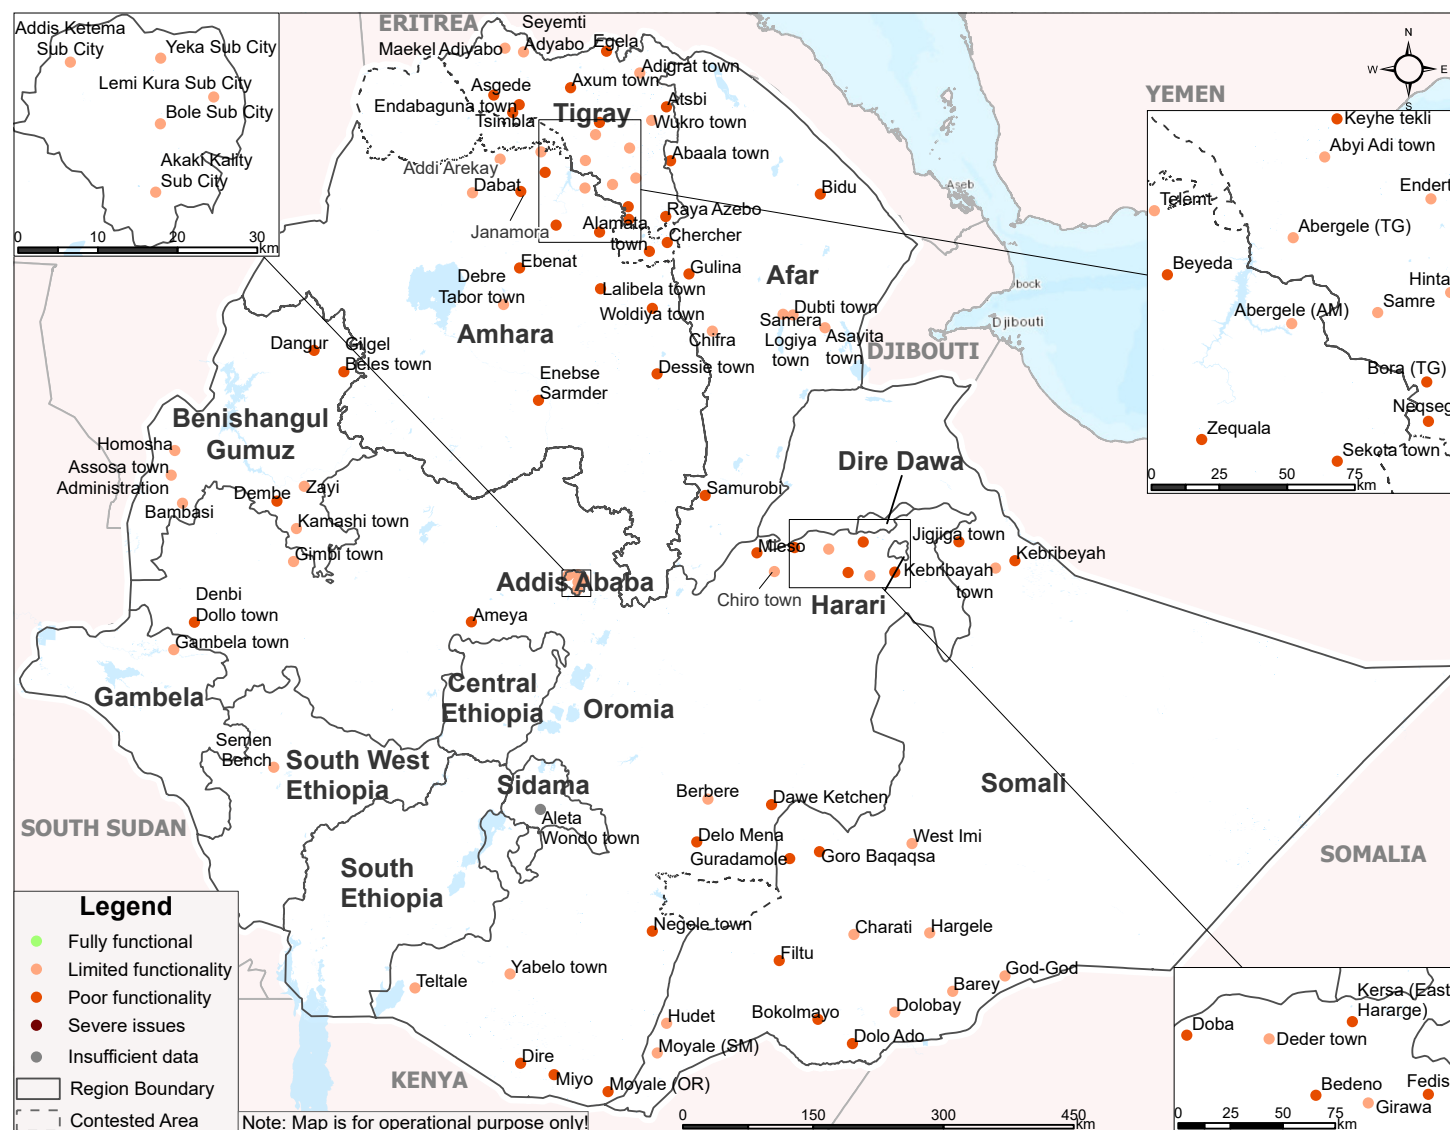 Addis Ketema
Sub City
Yeka Sub City
Lemi Kura Sub City
Bole Sub City
Akaki Kality
Sub City
0 10 20 30
km
ERITREA
Seyemti
Adyabo
Maekel Adiyabo
Egela
Adigrat town
Axum town
Asgede
Endabaguna town
Tsimbla
Tigray
Atsbi
Wukro town
Abaala town
Addi Arekay
Dabat
Janamora
Bidu
Raya Azebo
Alamata
town
Chercher
Gulina
Ebenat
Debre
Tabor town
Lalibela town
Woldiya town
Afar
Dubti town
Samera
Logiya
town
Asayita
town
Chifra
Amhara
Dessie town
Enebse
Sarmder
Dangur
Gilgel
Beles town
Benishangul
Gumuz
Homosha
Assosa town
Administration
Bambasi
Dembe
Zayi
Kamashi town
Gimbi town
Denbi
Dollo town
Gambela town
Gambela
Aseb
bock
Djibouti
DJIBOUTI
YEMEN
N
W
E
S
Keyhe tekli
Abyi Adi town
Endert
Telemt
Abergele (TG)
Beyeda
Hinta
Samre
Abergele (AM)
Bora (TG)
Neqseg
Zequala
Sekota town
0 25 50 75
km
Dire Dawa
Samurobi
Mieso
Chiro town
Harari
Jigjiga town
Kebribeyah
Kebribayah
town
Addis Ababa
Ameya
Central
Ethiopia
Oromia
Semen
Bench
South West
Ethiopia
Sidama
Aleta
Wondo town
South
Ethiopia
SOUTH SUDAN
Somali
SOMALIA
Berbere
Dawe Ketchen
Delo Mena
Guradamole
Goro Baqaqsa
West Imi
Negele town
Charati
Hargele
Filtu
God-God
Barey
Dolobay
Bokolmayo
Dolo Ado
Yabelo town
Teltale
Hudet
Moyale (SM)
Dire
Miyo
Moyale (OR)
KENYA
Legend
Fully functional
Limited functionality
Poor functionality
Severe issues
Insufficient data
Region Boundary
Contested Area
Note: Map is for operational purpose only!
0 150 300 450
km
Kersa (East
Hararge)
Doba
Deder town
Bedeno
Fedis
Girawa
0 25 50 75
km